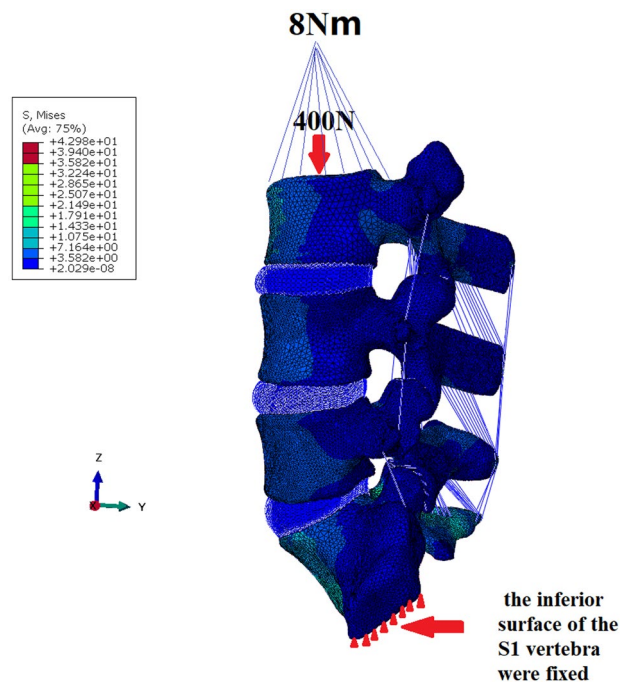 8Nm
400N
S, Mises
(Avg: 75%)
+4.298e+01
+3.940e+01
+3.582e+01
+3.224e+01
+2.865e+01
+2.507e+01
+2.149e+01
+1.791e+01
+1.433e+01
+1.075e+01
+7.164e+00
+3.582e+00
+2.029e-08
Z
X
Y
the inferior
surface of the
S1 vertebra
were fixed